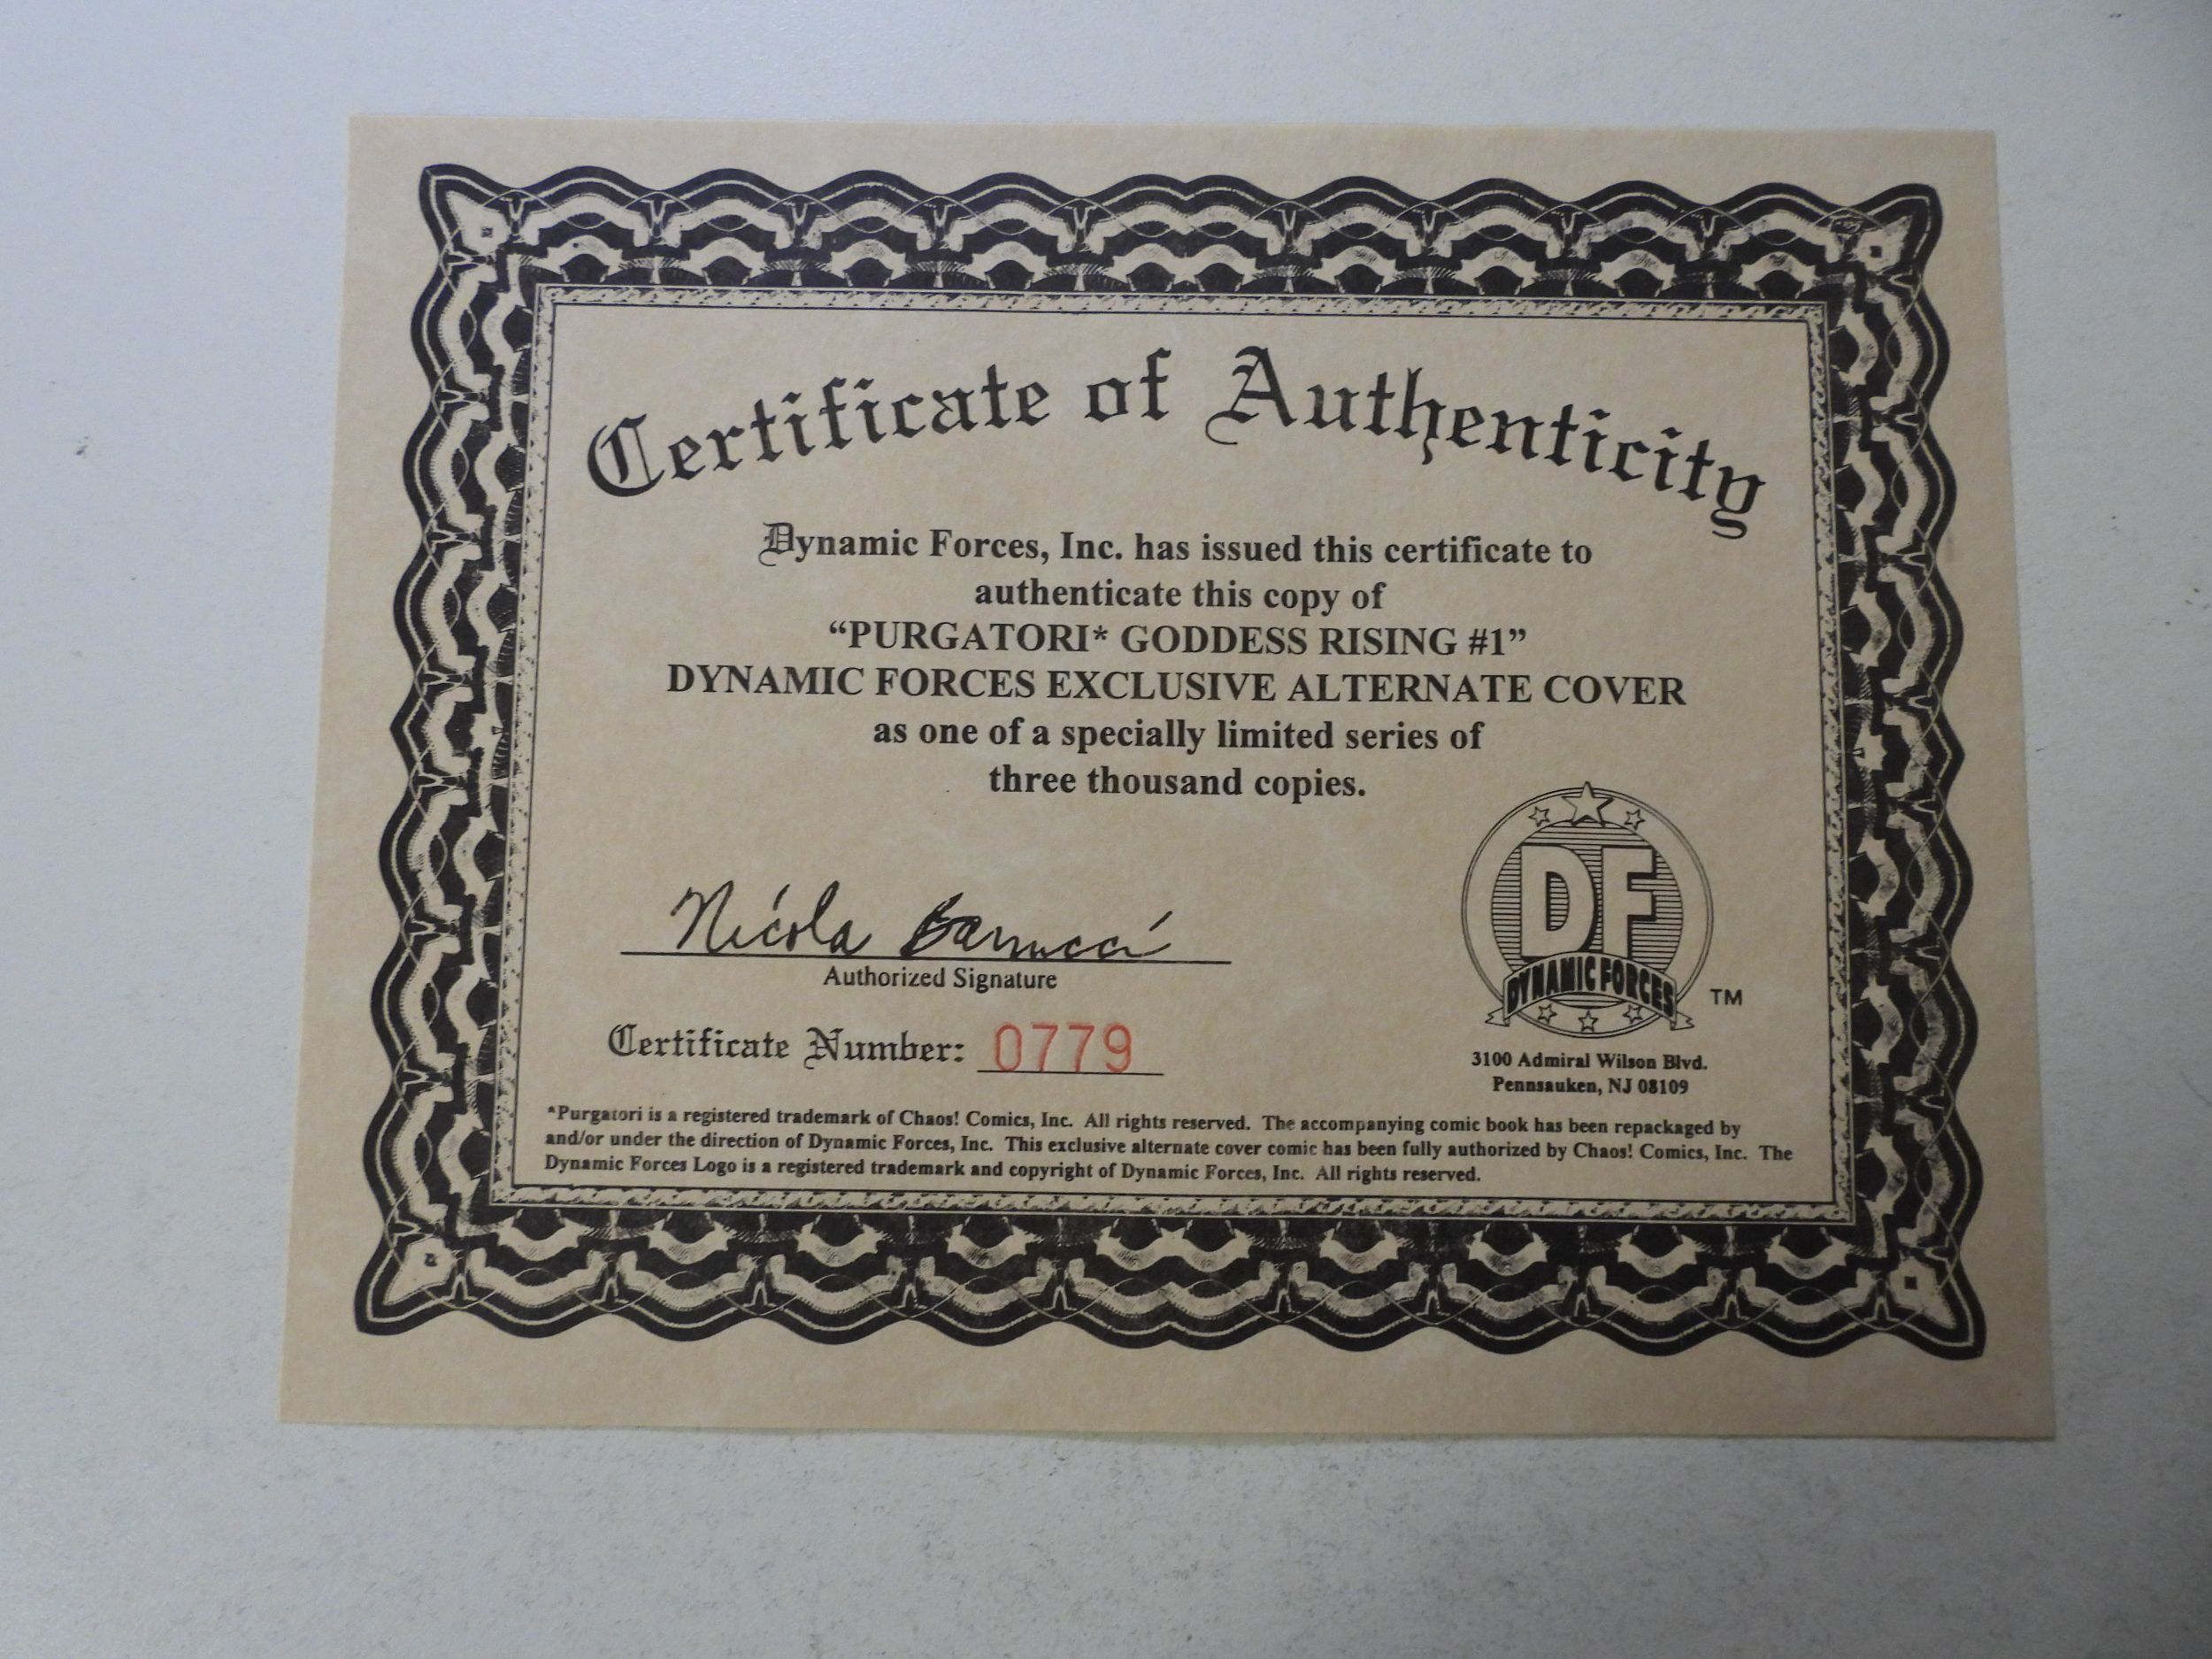 Certificate of Authenticity
Dynamic Forces, Inc. has issued this certificate to
authenticate this copy of
“PURGATORI* GODDESS RISING #1”
DYNAMIC FORCES EXCLUSIVE ALTERNATE COVER
as one of a specially limited series of
three thousand copies.
Nicola Barrucci
Authorized Signature
Certificate Number: 0779
DF
DYNAMIC FORCES
TM
3100 Admiral Wilson Blvd.
Pennsauken, NJ 08109
*Purgatori is a registered trademark of Chaos! Comics, Inc. All rights reserved. The accompanying comic book has been repackaged by
and/or under the direction of Dynamic Forces, Inc. This exclusive alternate cover comic has been fully authorized by Chaos! Comics, Inc. The
Dynamic Forces Logo is a registered trademark and copyright of Dynamic Forces, Inc. All rights reserved.